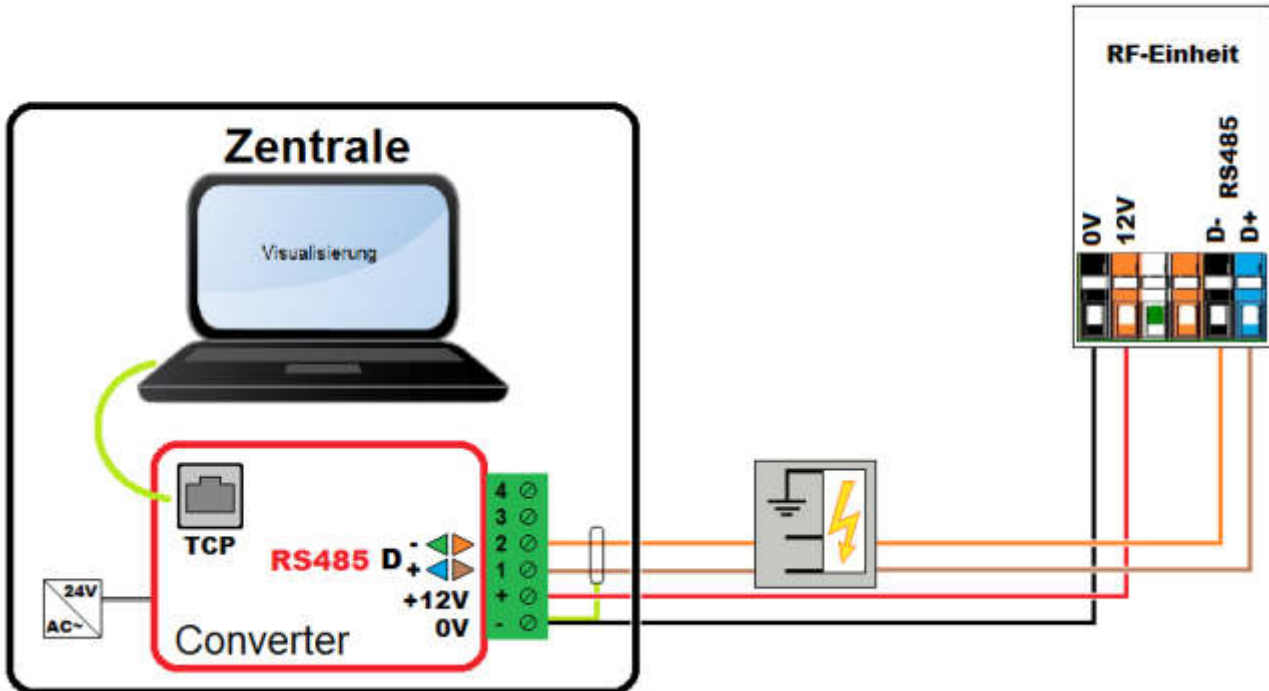 RF-Einheit
Zentrale
Visualisierung
0V
12V
RS485
D-
D+
TCP
RS485 D -
+
+12V
0V
4
3
2
1
+
-
24V
AC~
Converter